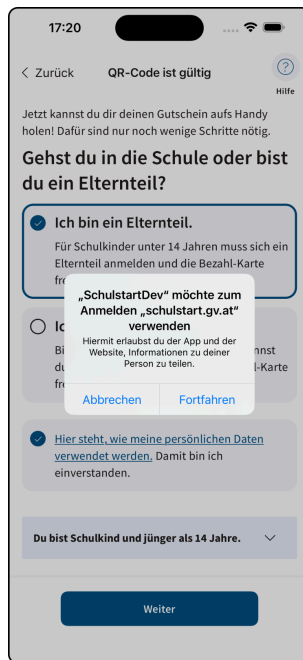 17:20
Zurück
QR-Code ist gültig
?
Hilfe
Jetzt kannst du dir deinen Gutschein aufs Handy
holen! Dafür sind nur noch wenige Schritte nötig.
Gehst du in die Schule oder bist
du ein Elternteil?
Ich bin ein Elternteil.
Für Schulkinder unter 14 Jahren muss sich ein
Elternteil anmelden und die Bezahl-Karte
„SchulstartDev“ möchte zum
Anmelden „schulstart.gv.at“
verwenden
Hiermit erlaubst du der App und der
Website, Informationen zu deiner
Person zu teilen.
Abbrechen
Fortfahren
Hier steht, wie meine persönlichen Daten
verwendet werden. Damit bin ich
einverstanden.
Du bist Schulkind und jünger als 14 Jahre.
Weiter